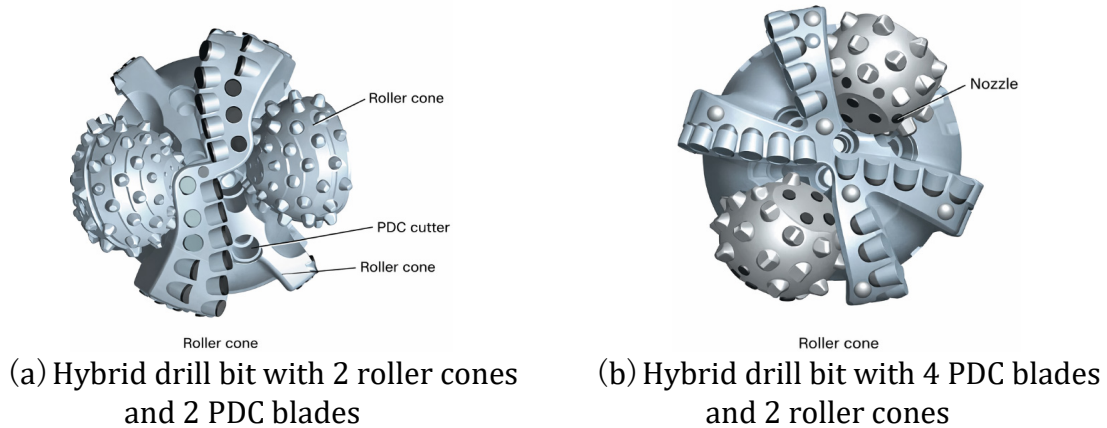 Roller cone
PDC cutter
Roller cone
Roller cone
(a) Hybrid drill bit with 2 roller cones
and 2 PDC blades
Nozzle
Roller cone
(b) Hybrid drill bit with 4 PDC blades
and 2 roller cones